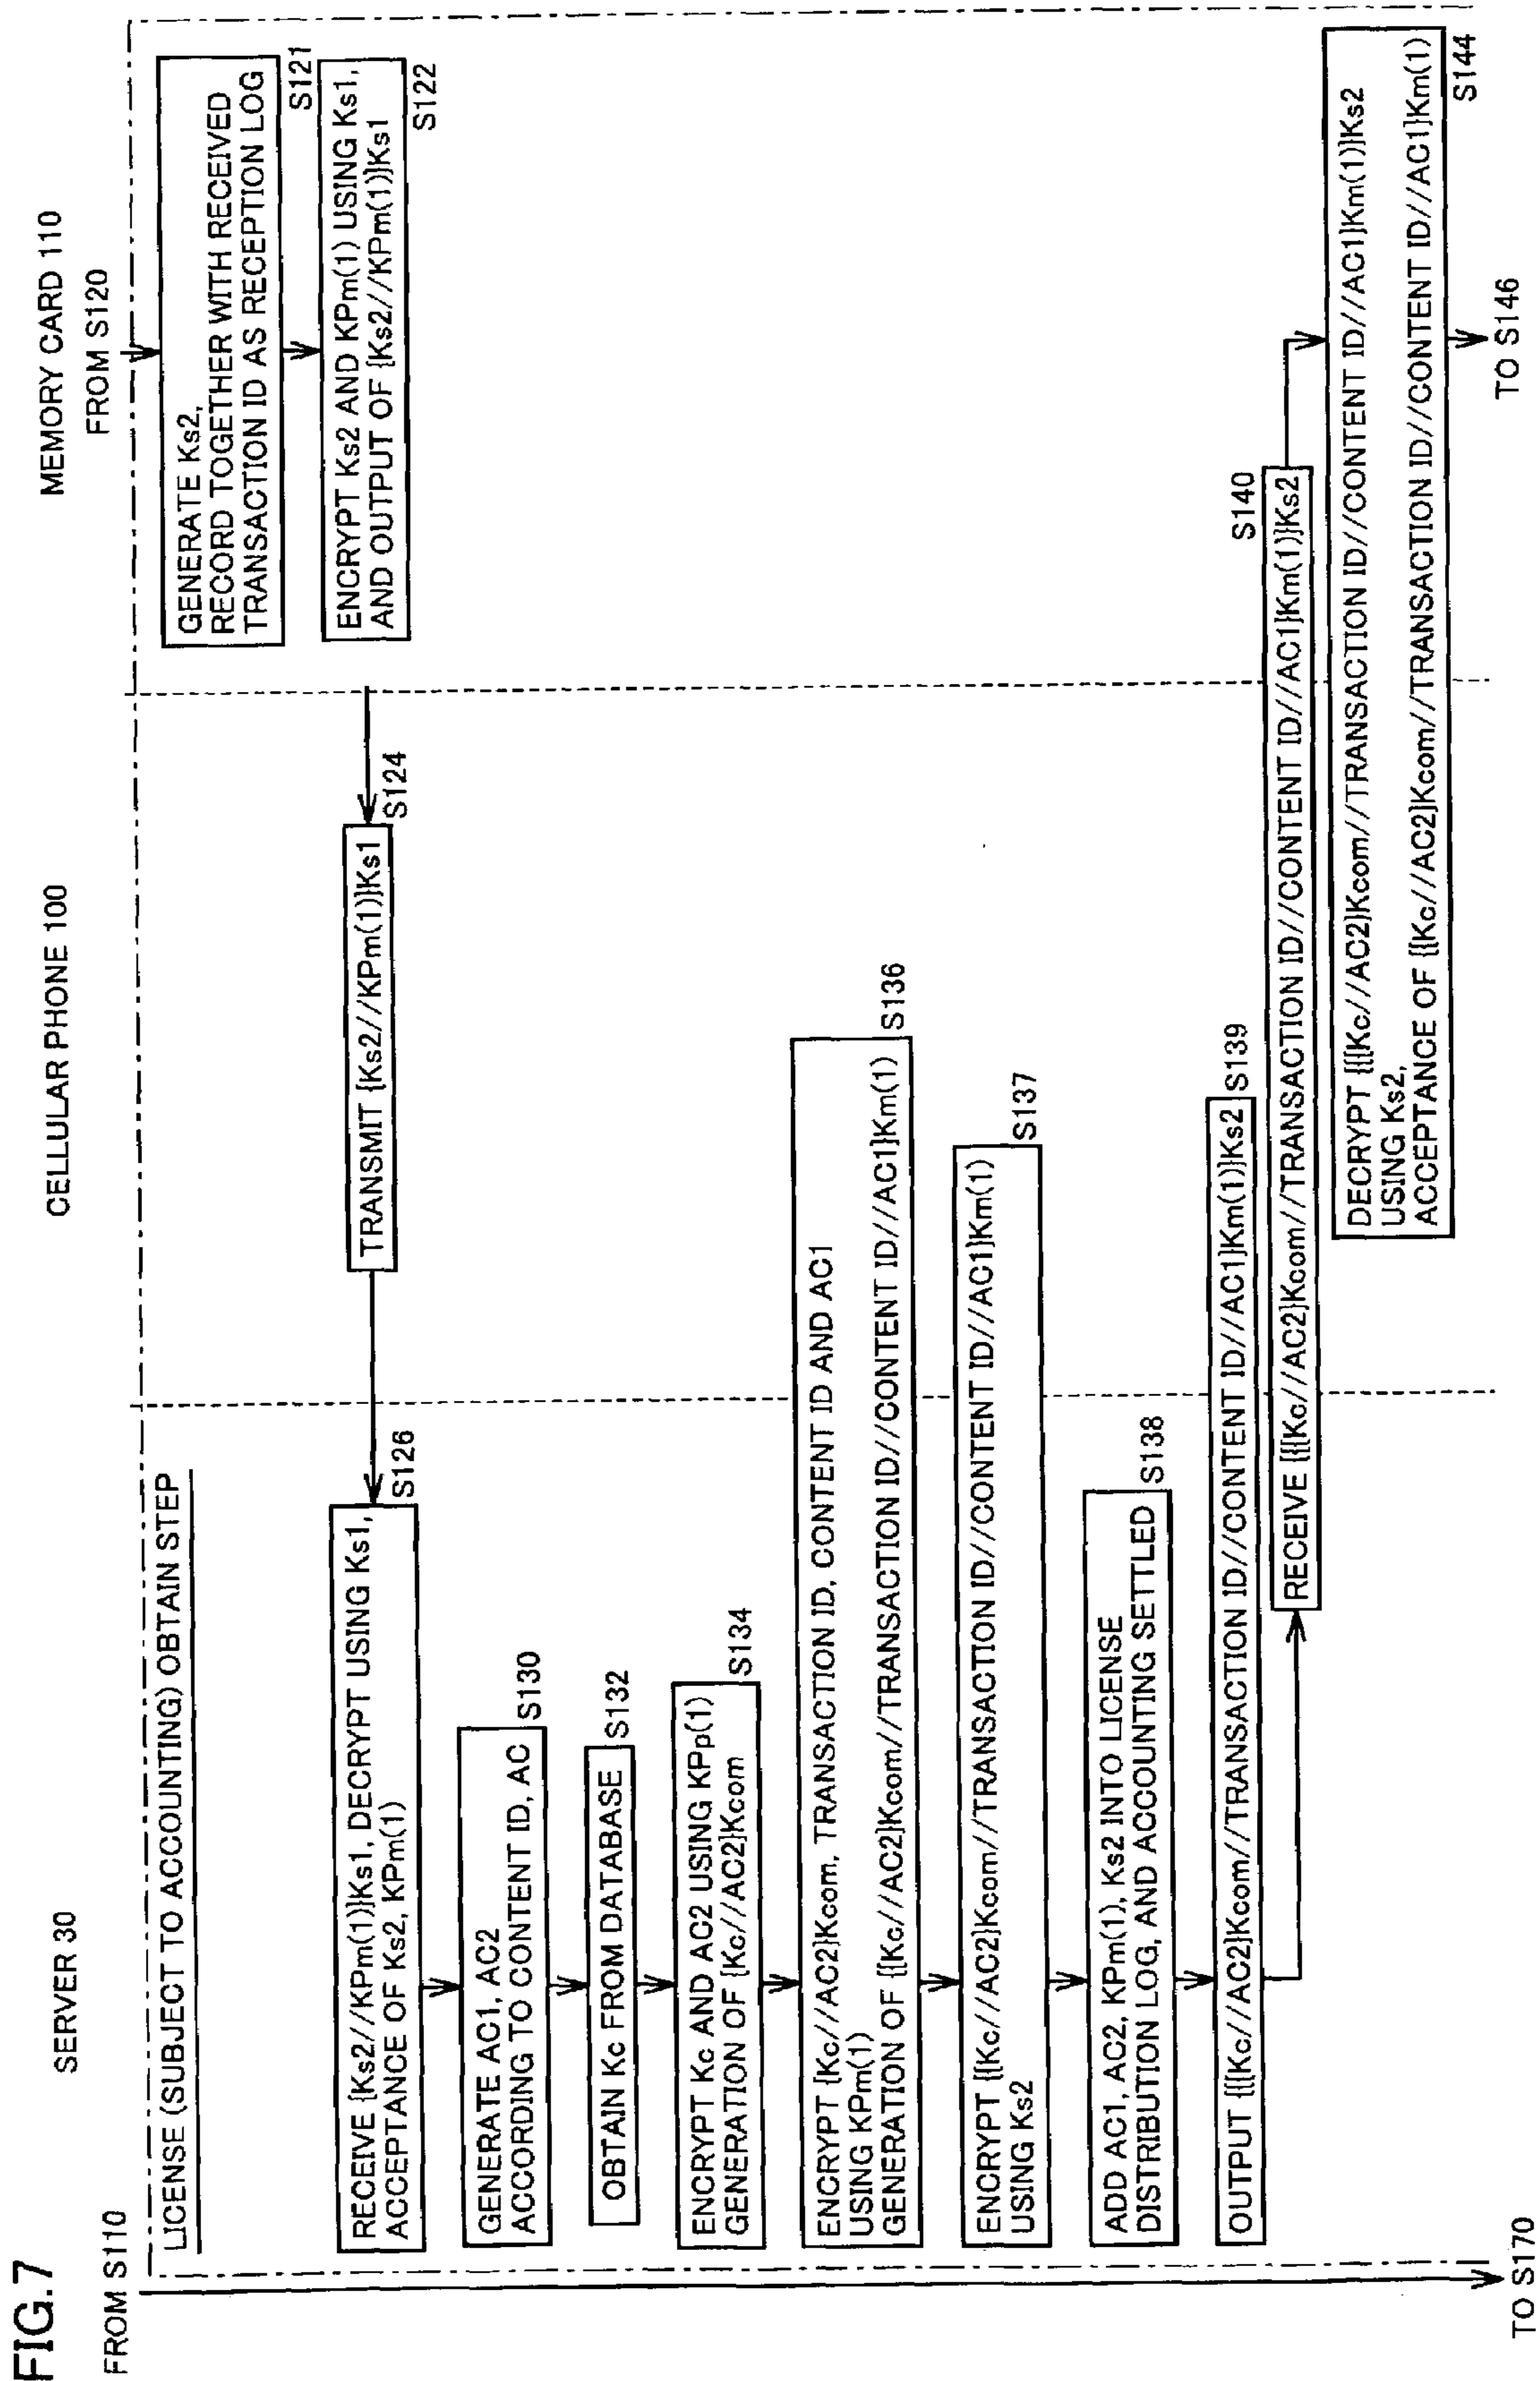 FIG.7
SERVER 30
CELLULAR PHONE 100
MEMORY CARD 110
FROM S110
FROM S120
LICENSE (SUBJECT TO ACCOUNTING) OBTAIN STEP
GENERATE Ks2,
RECORD TOGETHER WITH RECEIVED
TRANSACTION ID AS RECEPTION LOG
S121
ENCRYPT Ks2 AND KPm(1) USING Ks1,
AND OUTPUT OF {Ks2//KPm(1)}Ks1
S122
TRANSMIT {Ks2//KPm(1)}Ks1
S124
RECEIVE {Ks2//KPm(1)}Ks1, DECRYPT USING Ks1,
ACCEPTANCE OF Ks2, KPm(1)
S126
GENERATE AC1, AC2
ACCORDING TO CONTENT ID, AC
S130
OBTAIN Kc FROM DATABASE
S132
ENCRYPT Kc AND AC2 USING KPp(1)
GENERATION OF {Kc//AC2}Kcom
S134
ENCRYPT {Kc//AC2}Kcom, TRANSACTION ID, CONTENT ID AND AC1
USING KPm(1)
GENERATION OF {{Kc//AC2}Kcom//TRANSACTION ID//CONTENT ID//AC1}Km(1)
S136
ENCRYPT {{Kc//AC2}Kcom//TRANSACTION ID//CONTENT ID//AC1}Km(1)
USING Ks2
S137
ADD AC1, AC2, KPm(1), Ks2 INTO LICENSE
DISTRIBUTION LOG, AND ACCOUNTING SETTLED
S138
OUTPUT {{{Kc//AC2}Kcom//TRANSACTION ID//CONTENT ID//AC1}Km(1)}Ks2
S139
RECEIVE {{{Kc//AC2}Kcom//TRANSACTION ID//CONTENT ID//AC1}Km(1)}Ks2
S140
DECRYPT {{{Kc//AC2}Kcom//TRANSACTION ID//CONTENT ID//AC1}Km(1)}Ks2
USING Ks2,
ACCEPTANCE OF {{Kc//AC2}Kcom//TRANSACTION ID//CONTENT ID//AC1}Km(1)
S144
TO S170
TO S146